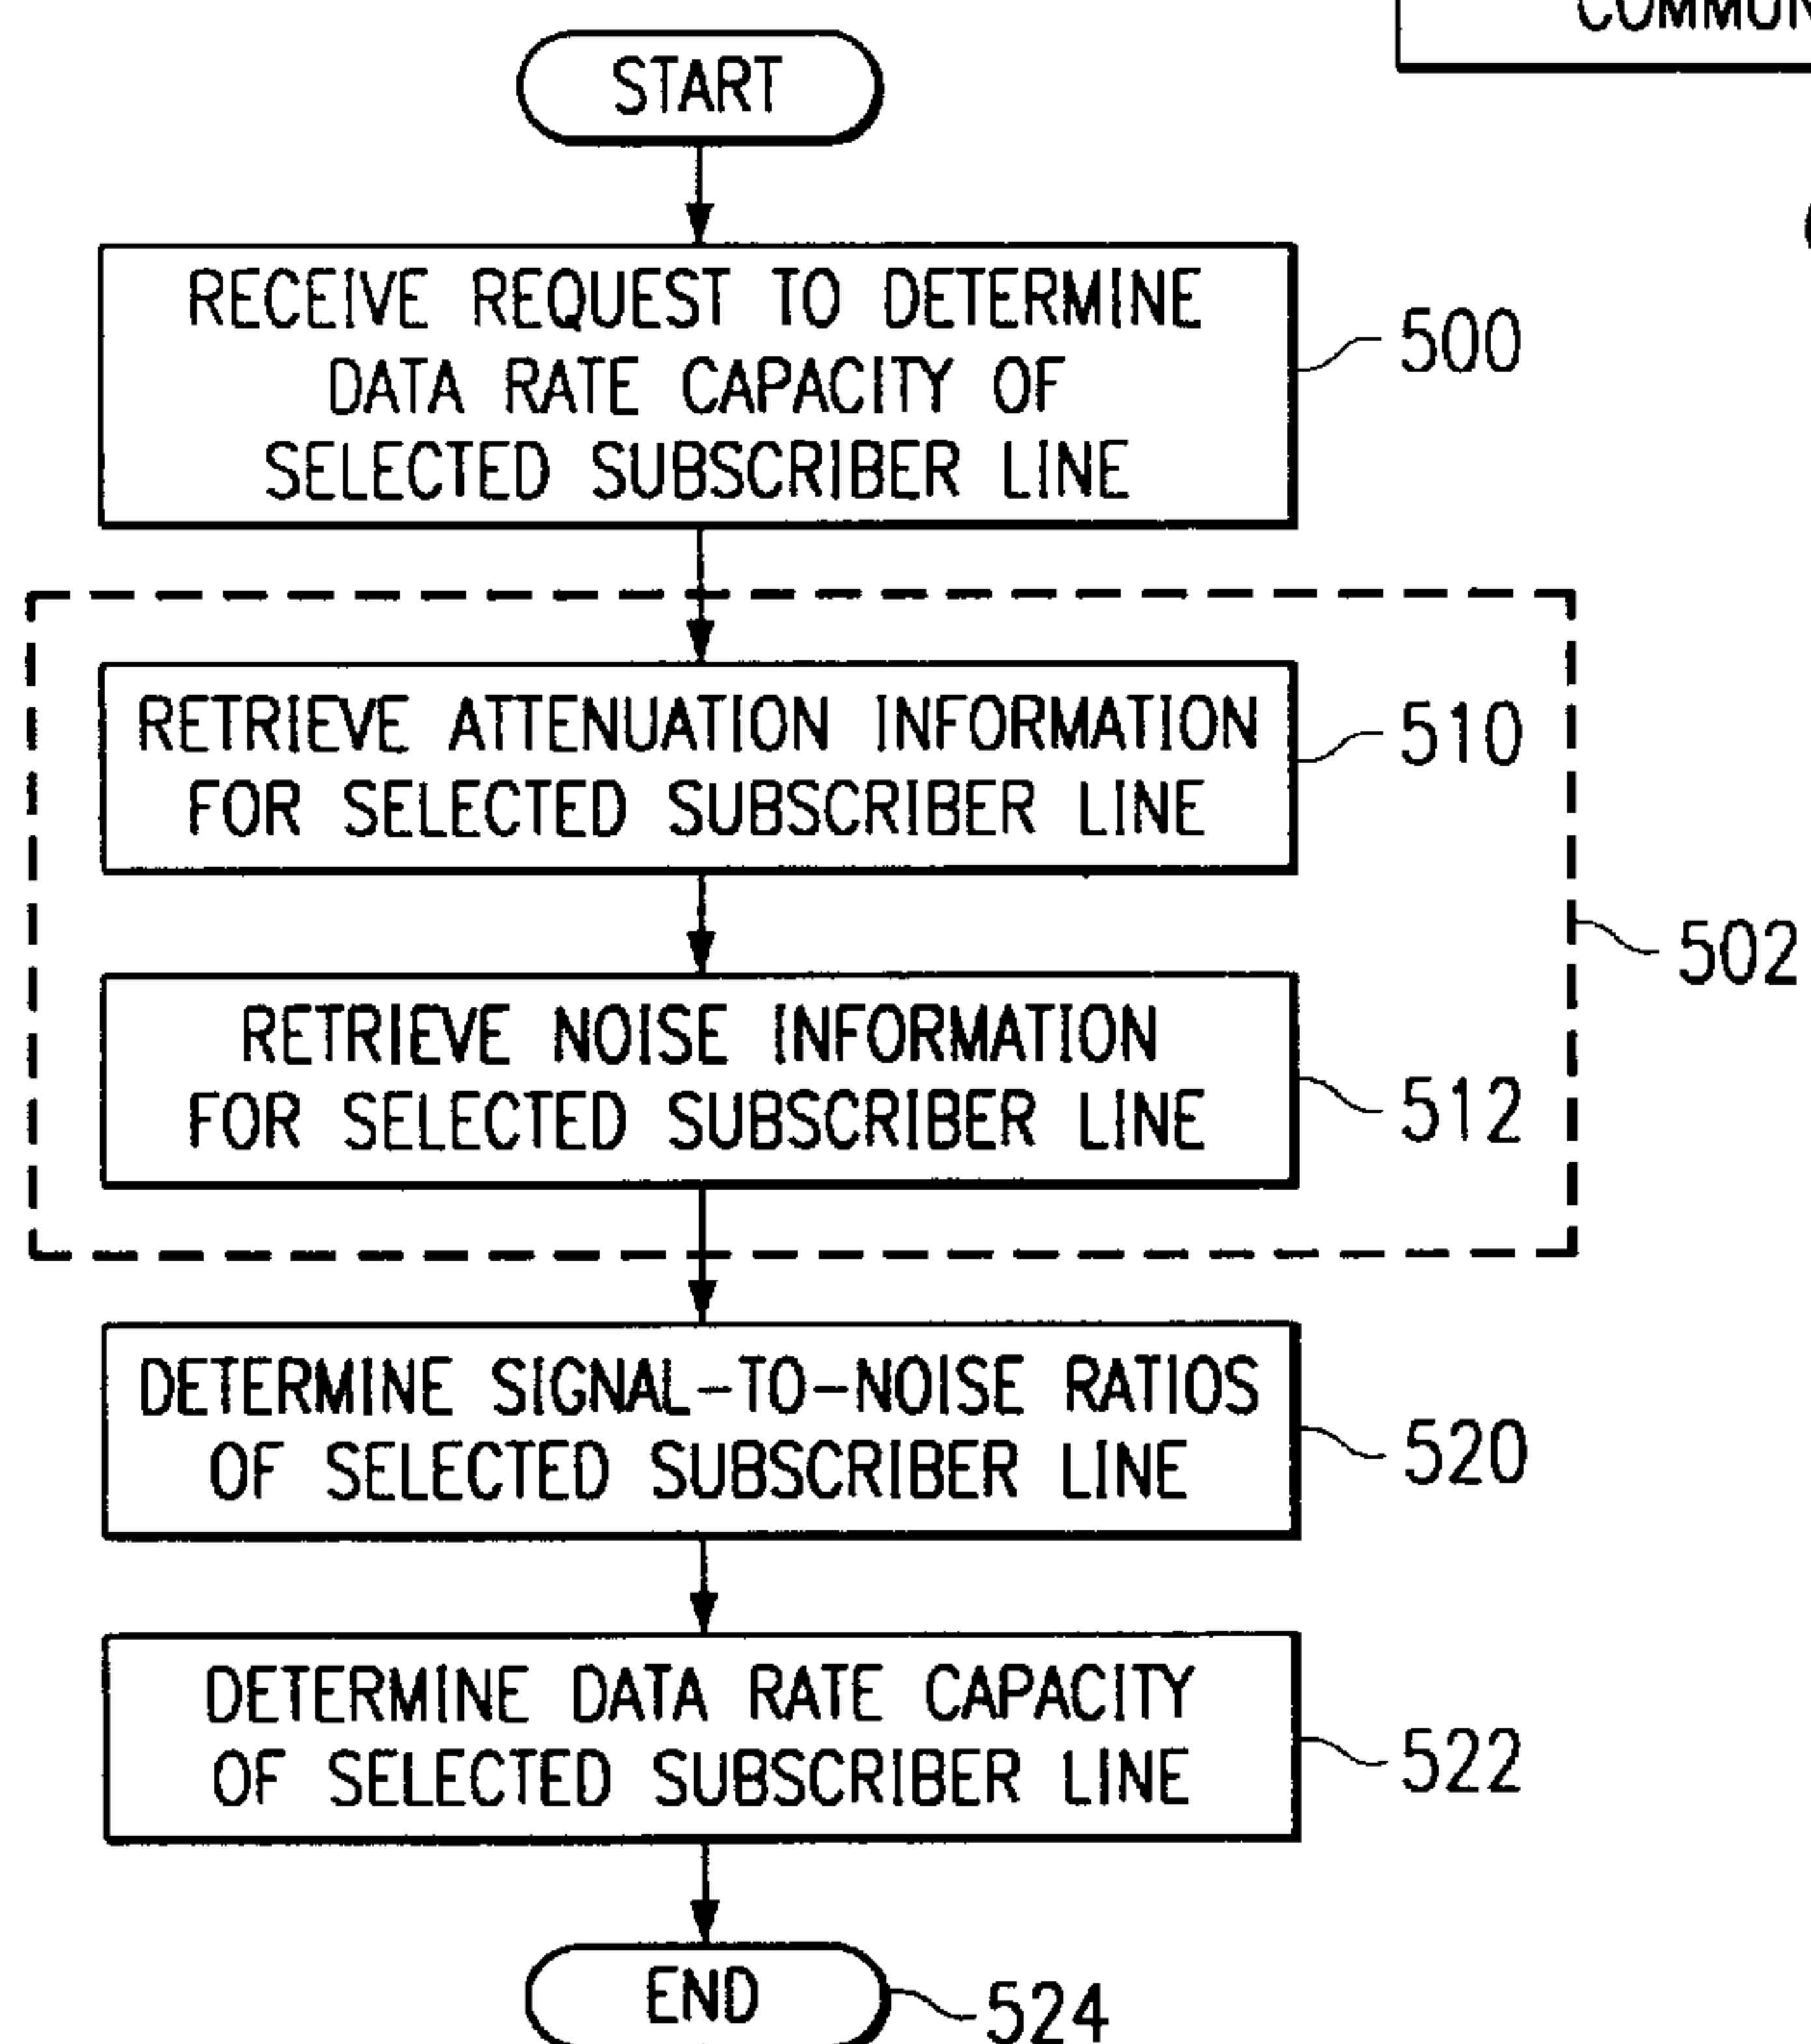 START
RECEIVE REQUEST TO DETERMINE
DATA RATE CAPACITY OF
SELECTED SUBSCRIBER LINE
500
RETRIEVE ATTENUATION INFORMATION
FOR SELECTED SUBSCRIBER LINE
510
502
RETRIEVE NOISE INFORMATION
FOR SELECTED SUBSCRIBER LINE
512
DETERMINE SIGNAL-TO-NOISE RATIOS
OF SELECTED SUBSCRIBER LINE
520
DETERMINE DATA RATE CAPACITY
OF SELECTED SUBSCRIBER LINE
522
END
524